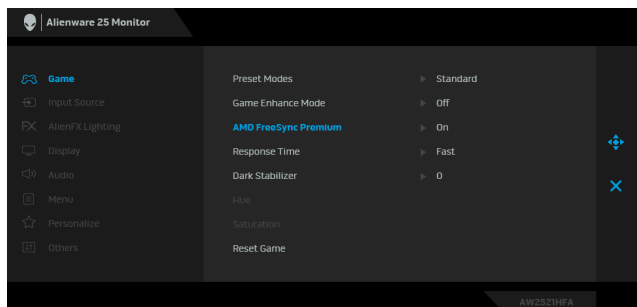 Alienware 25 Monitor
Game
Preset Modes Standard
Input Source
Game Enhance Mode Off
FX AlienFX Lighting
AMD FreeSync Premium On
Display
Response Time Fast
Audio
Dark Stabilizer 0
Menu
Hue
Personalize
Saturation
Others
Reset Game
AW2521HFA